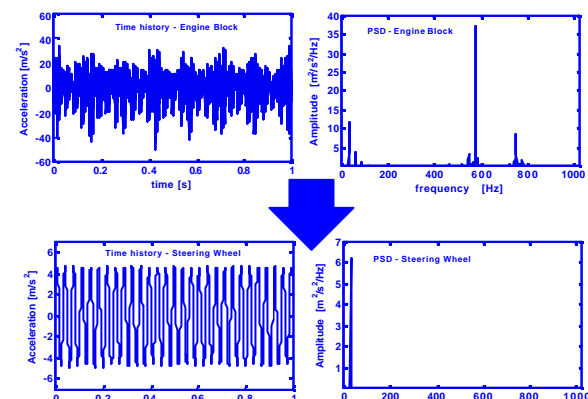 Time history - Engine Block
Acceleration [m/s²]
60
40
20
0
-20
-40
-60
0 0.2 0.4 0.6 0.8 1
time [s]
PSD - Engine Block
Amplitude [m²/s²/Hz]
40
35
30
25
20
15
10
5
0 200 400 600 800 1000
frequency [Hz]
Time history - Steering Wheel
Acceleration [m/s²]
6
4
2
0
-2
-4
-6
0 0.2 0.4 0.6 0.8 1
PSD - Steering Wheel
Amplitude [m²/s²/Hz]
7
6
5
4
3
2
1
0 200 400 600 800 1000